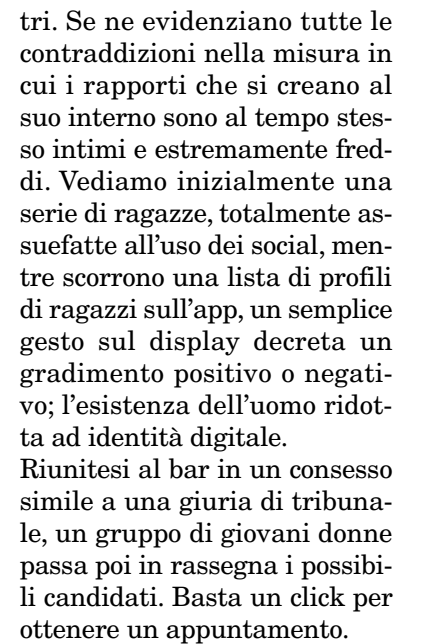 tri. Se ne evidenziano tutte le
contraddizioni nella misura in
cui i rapporti che si creano al
suo interno sono al tempo stes-
so intimi e estremamente fred-
di. Vediamo inizialmente una
serie di ragazze, totalmente as-
suefatte all'uso dei social, men-
tre scorrono una lista di profili
di ragazzi sull'app, un semplice
gesto sul display decreta un
gradimento positivo o negati-
vo; l'esistenza dell'uomo ridot-
ta ad identità digitale.
Riunitesi al bar in un consesso
simile a una giuria di tribuna-
le, un gruppo di giovani donne
passa poi in rassegna i possibi-
li candidati. Basta un click per
ottenere un appuntamento.